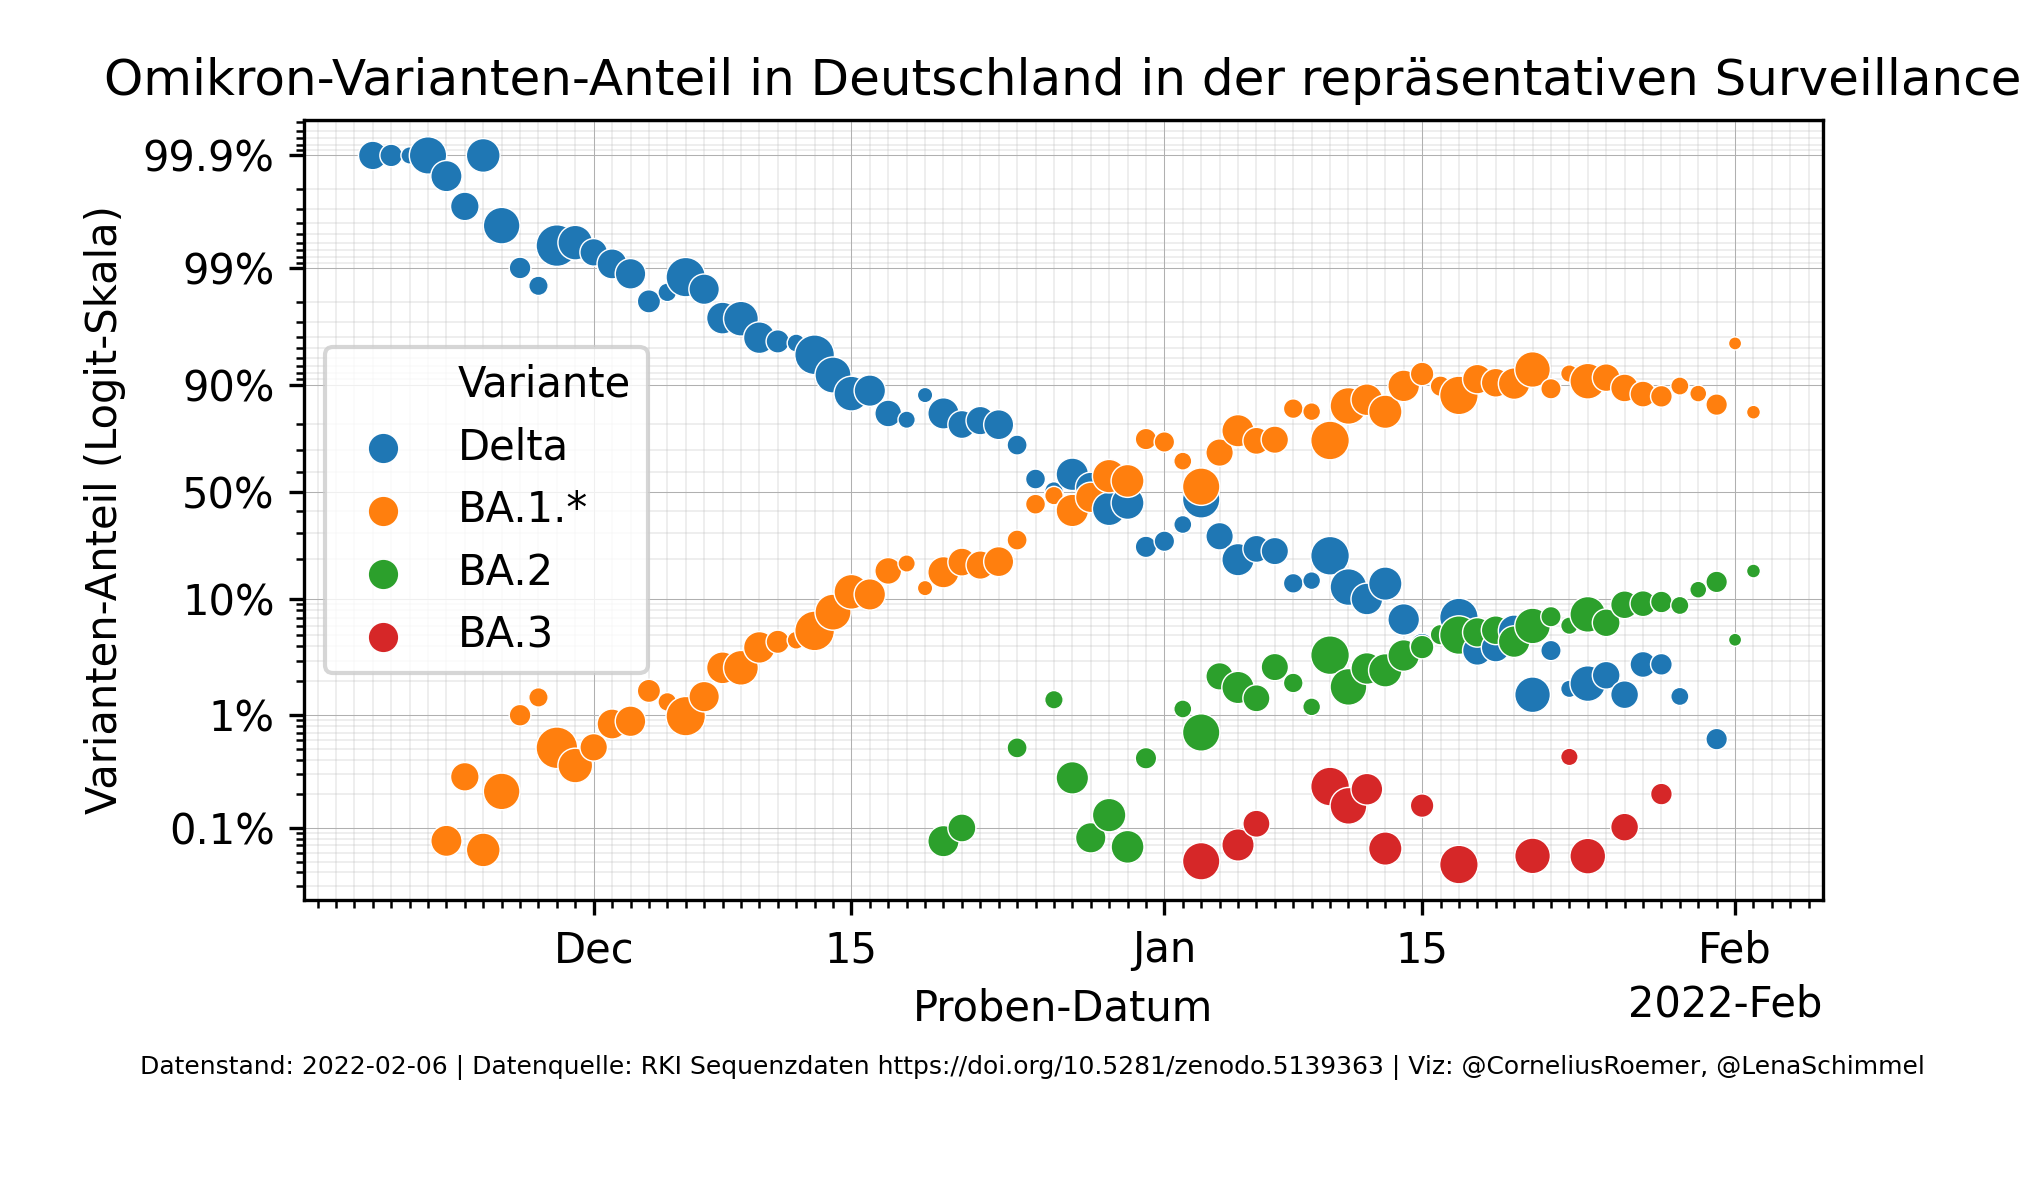 Omikron-Varianten-Anteil in Deutschland in der repräsentativen Surveillance
Varianten-Anteil (Logit-Skala)
99.9%
99%
90%
50%
10%
1%
0.1%
Variante
Delta
BA.1.*
BA.2
BA.3
Dec 15 Jan 15 Feb
2022-Feb
Proben-Datum
Datenstand: 2022-02-06 | Datenquelle: RKI Sequenzdaten https://doi.org/10.5281/zenodo.5139363 | Viz: @CorneliusRoemer, @LenaSchimmel